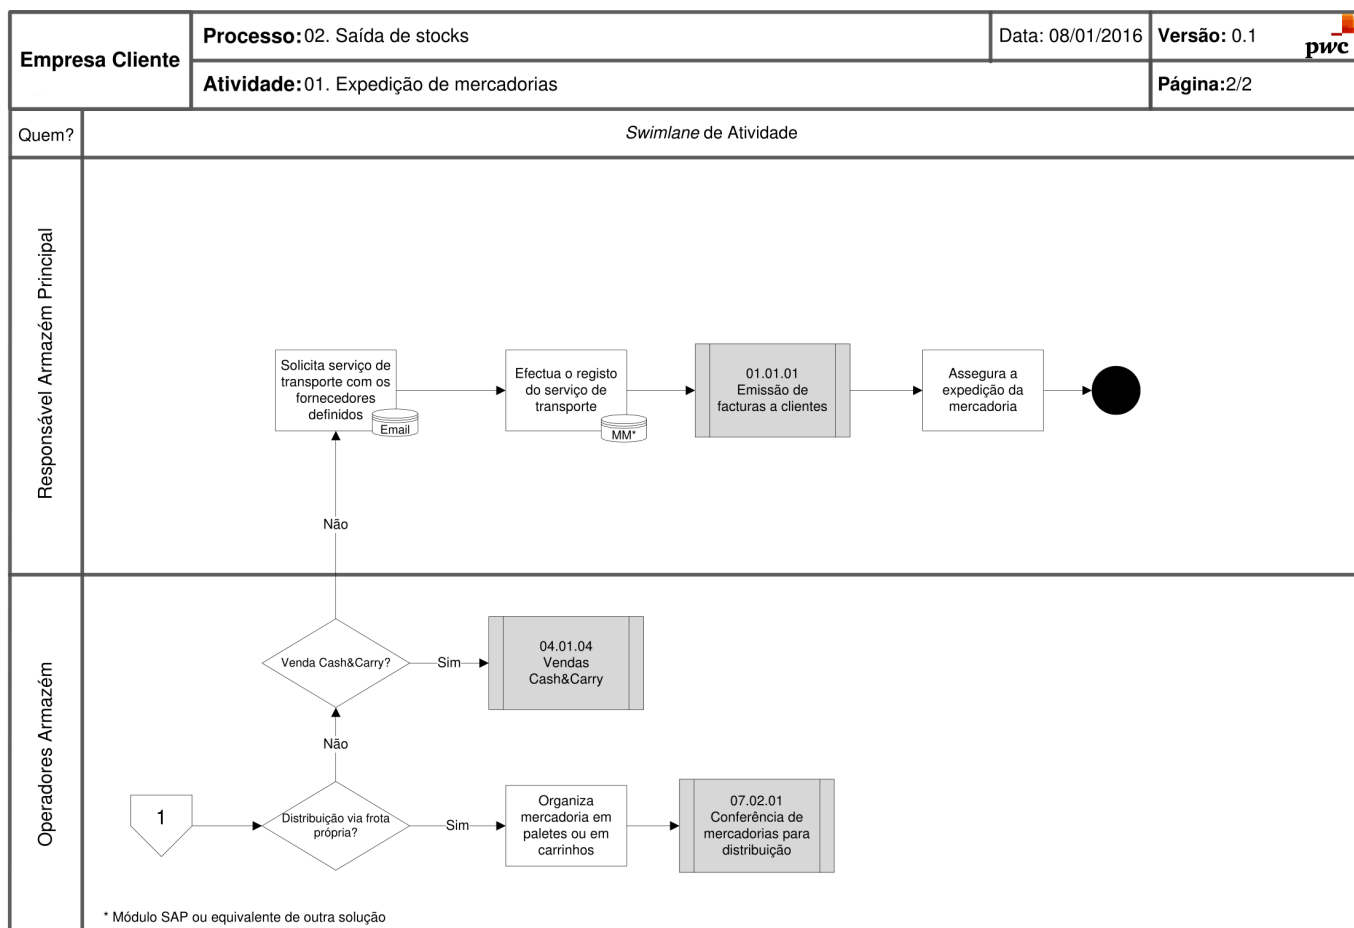 Empresa Cliente
Processo: 02. Saída de stocks
Data: 08/01/2016
Versão: 0.1
pwc
Atividade: 01. Expedição de mercadorias
Página:2/2
Quem?
Swimlane de Atividade
Responsável Armazém Principal
Solicita serviço de
transporte com os
fornecedores
definidos
Email
Efectua o registo
do serviço de
transporte
MM*
01.01.01
Emissão de
facturas a clientes
Assegura a
expedição da
mercadoria
Não
Operadores Armazém
Venda Cash&Carry?
Sim
04.01.04
Vendas
Cash&Carry
Não
1
Distribuição via frota
própria?
Sim
Organiza
mercadoria em
paletes ou em
carrinhos
07.02.01
Conferência de
mercadorias para
distribuição
* Módulo SAP ou equivalente de outra solução